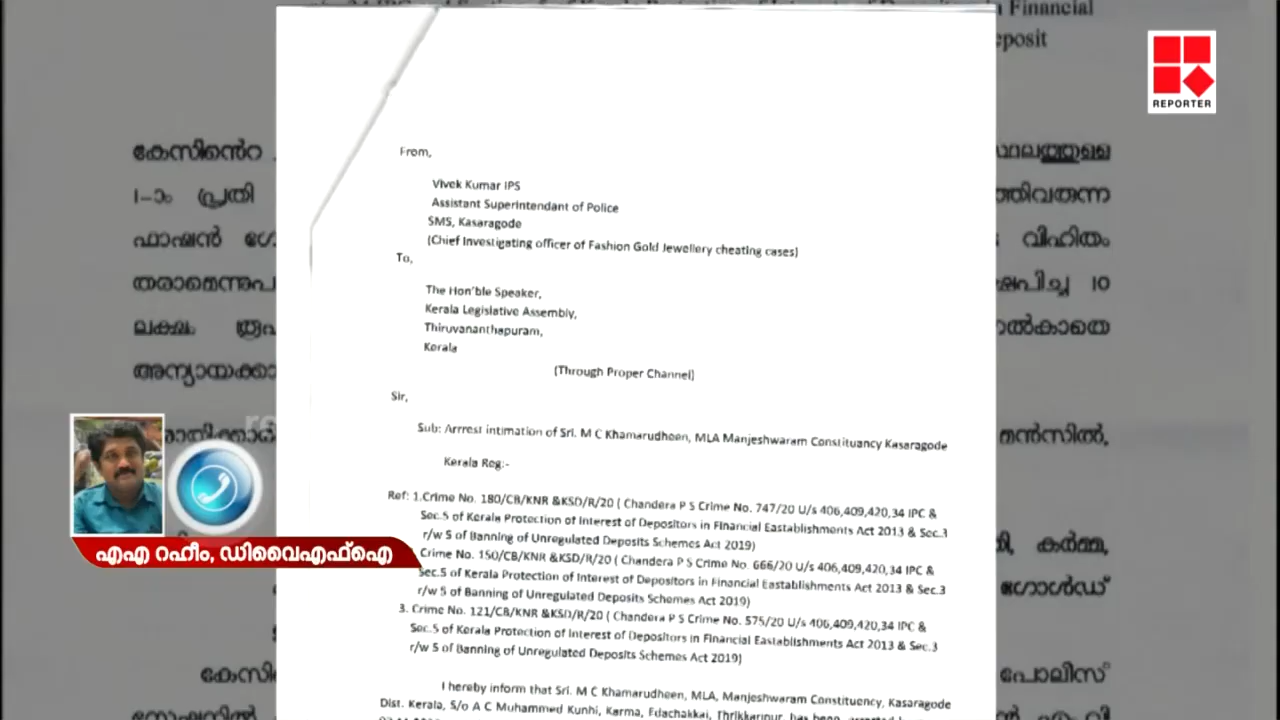 Financial
eposit
REPORTER
കേസിന്റെ
ഥലത്തുള്ള
1-ാം പ്രതി
ത്തിവരുന്ന
ഫാഷൻ ഗോ
വിഹിതം
തരാമെന്നുപ
ക്ഷപിച്ച 10
ലക്ഷം രൂപ
നൽകാതെ
അന്യായക്കാ
മൻസിൽ,
കർമ്മ,
ഗോൾഡ്
കേസി
പോലീസ്
From,
Vivek Kumar IPS
Assistant Superintendant of Police
SMS, Kasaragode
(Chief Investigating officer of Fashion Gold Jewellery cheating cases)
To,
The Hon'ble Speaker,
Kerala Legislative Assembly,
Thiruvananthapuram,
Kerala
(Through Proper Channel)
Sir,
Sub: Arrrest intimation of Sri. M C Khamarudheen, MLA Manjeshwaram Constituancy Kasaragode
Kerala Reg:-
Ref: 1.Crime No. 180/CB/KNR &KSD/R/20 ( Chandera P S Crime No. 747/20 U/s 406,409,420,34 IPC &
Sec.5 of Kerala Protection of Interest of Depositors in Financial Eastablishments Act 2013 & Sec.3
r/w 5 of Banning of Unregulated Deposits Schemes Act 2019)
Crime No. 150/CB/KNR &KSD/R/20 ( Chandera P S Crime No. 666/20 U/s 406,409,420,34 IPC &
Sec.5 of Kerala Protection of Interest of Depositors in Financial Eastablishments Act 2013 & Sec.3
r/w 5 of Banning of Unregulated Deposits Schemes Act 2019)
3. Crime No. 121/CB/KNR &KSD/R/20 ( Chandera P S Crime No. 575/20 U/s 406,409,420,34 IPC &
Sec.5 of Kerala Protection of Interest of Depositors in Financial Eastablishments Act 2013 & Sec.3
r/w 5 of Banning of Unregulated Deposits Schemes Act 2019)
I hereby inform that Sri. M C Khamarudheen, MLA, Manjeshwaram Constituency, Kasaragode
Dist. Kerala, S/o A C Muhammed Kunhi, Karma, Edachakkai, Thrikkaripur, has been arrested
എഎ റഹീം, ഡിവൈഎഫ്ഐ